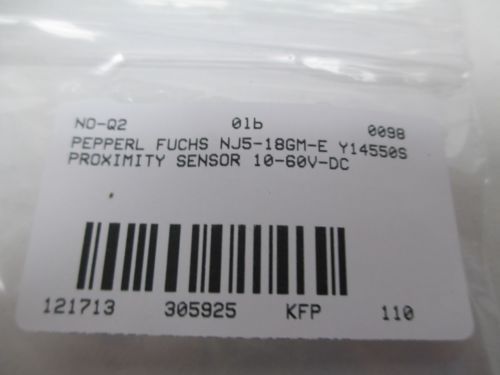 NO-Q2 01b 0098
PEPPERL FUCHS NJ5-18GM-E Y14550S
PROXIMITY SENSOR 10-60V-DC
121713 305925 KFP 110